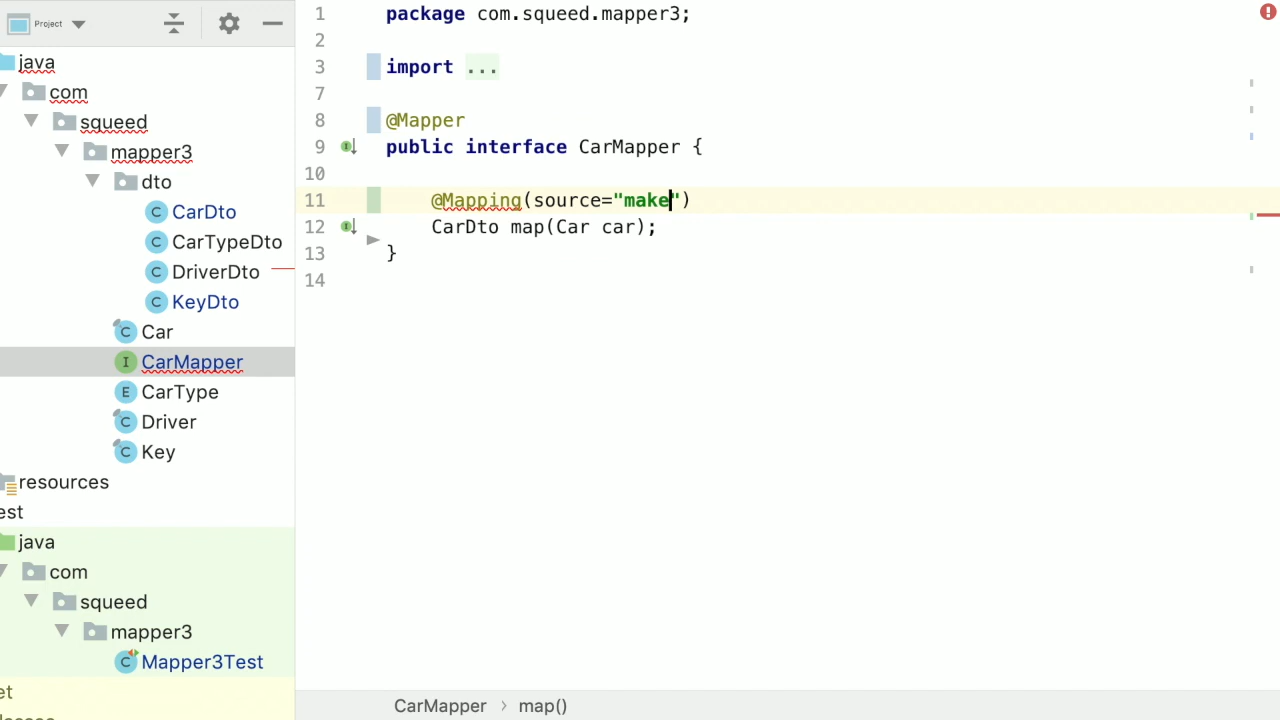 Project
java
com
squeed
mapper3
dto
C CarDto
C CarTypeDto
C DriverDto
C KeyDto
C Car
I CarMapper
E CarType
C Driver
C Key
resources
est
java
com
squeed
mapper3
C Mapper3Test
et
1 package com.squeed.mapper3;
2
3 import ...
7
8 @Mapper
9 public interface CarMapper {
10
11 @Mapping(source="make")
12 CarDto map(Car car);
13 }
14
CarMapper > map()